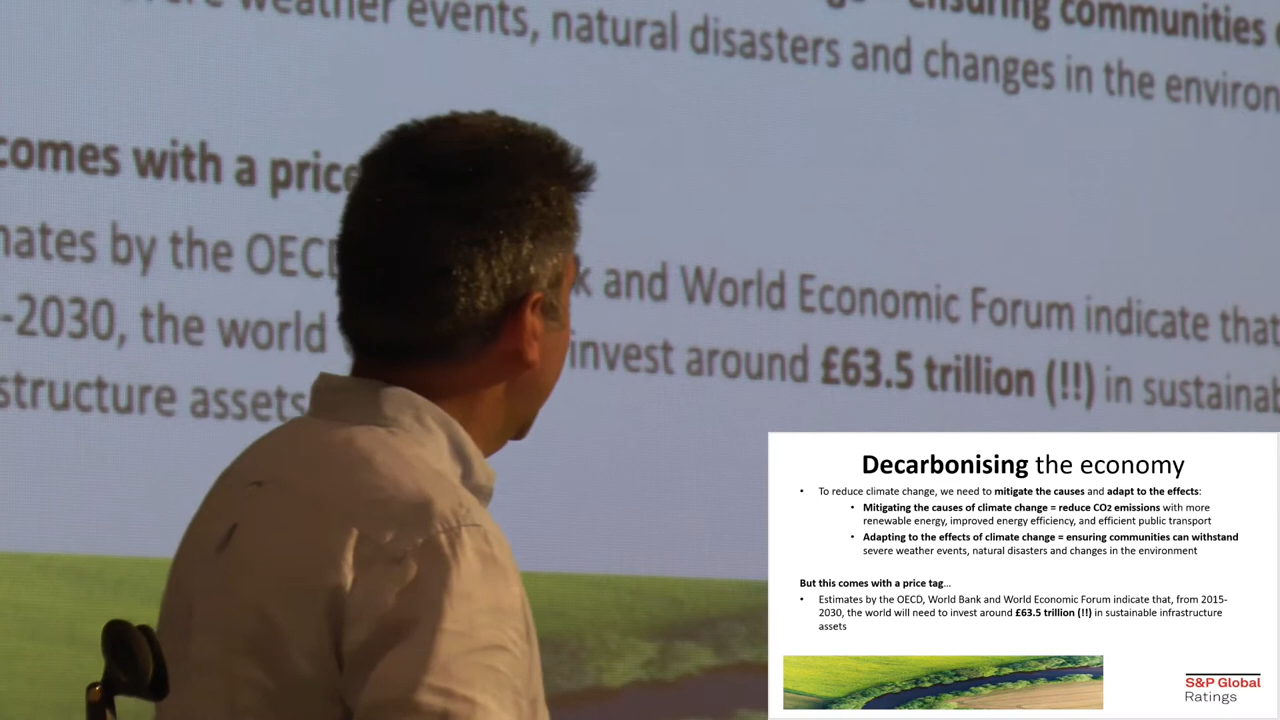 ere weather events, natural disasters and changes in the environ
ensuring communities
comes with a price
mates by the OECD
k and World Economic Forum indicate that
-2030, the world
invest around £63.5 trillion (!!) in sustainab
structure assets
Decarbonising the economy
• To reduce climate change, we need to mitigate the causes and adapt to the effects:
• Mitigating the causes of climate change = reduce CO2 emissions with more
renewable energy, improved energy efficiency, and efficient public transport
• Adapting to the effects of climate change = ensuring communities can withstand
severe weather events, natural disasters and changes in the environment
But this comes with a price tag...
• Estimates by the OECD, World Bank and World Economic Forum indicate that, from 2015-
2030, the world will need to invest around £63.5 trillion (!!) in sustainable infrastructure
assets
S&P Global
Ratings